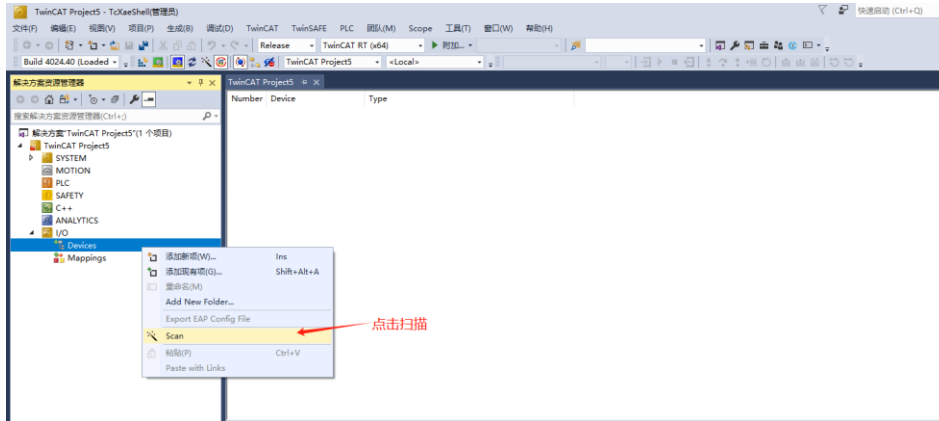 TwinCAT Project5 - TcXaeShell(管理员)
快速启动 (Ctrl+Q)
文件(F) 编辑(E) 视图(V) 项目(P) 生成(B) 调试(D) TwinCAT TwinSAFE PLC 团队(M) Scope 工具(T) 窗口(W) 帮助(H)
Release TwinCAT RT (x64) 附加...
Build 4024.40 (Loaded TwinCAT Project5 <Local>
解决方案资源管理器
TwinCAT Project5
搜索解决方案资源管理器(Ctrl+;)
Number Device Type
解决方案"TwinCAT Project5"(1 个项目)
TwinCAT Project5
SYSTEM
MOTION
PLC
SAFETY
C++
ANALYTICS
I/O
Devices
Mappings
添加新项(W)... Ins
添加现有项(G)... Shift+Alt+A
重命名(M)
Add New Folder...
Export EAP Config File
Scan
粘贴(P) Ctrl+V
Paste with Links
点击扫描